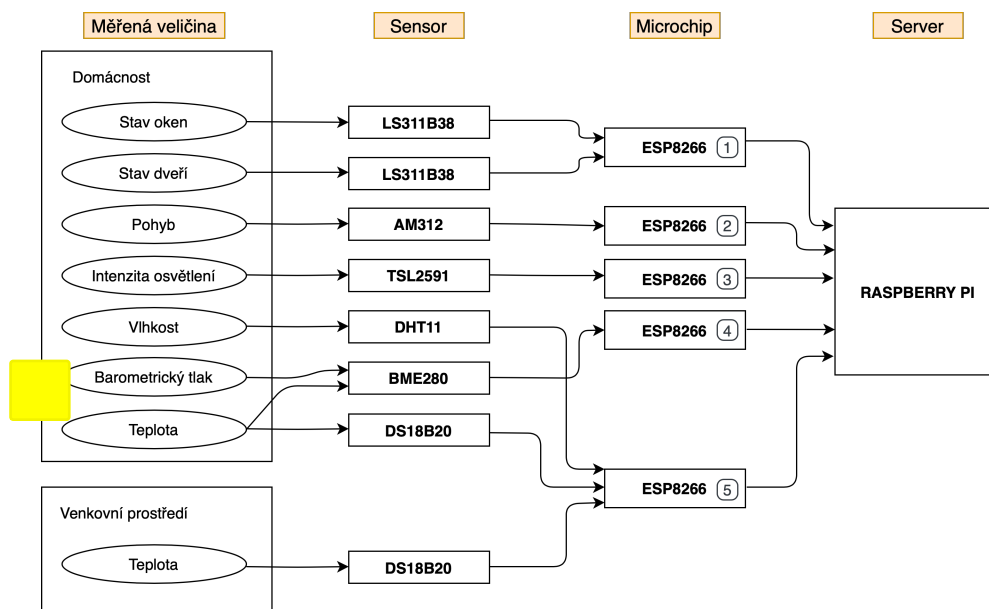 Měřená veličina
Sensor
Microchip
Server
Domácnost
Stav oken
LS311B38
ESP8266 1
Stav dveří
LS311B38
Pohyb
AM312
ESP8266 2
Intenzita osvětlení
TSL2591
ESP8266 3
RASPBERRY PI
Vlhkost
DHT11
ESP8266 4
Barometrický tlak
BME280
Teplota
DS18B20
ESP8266 5
Venkovní prostředí
Teplota
DS18B20